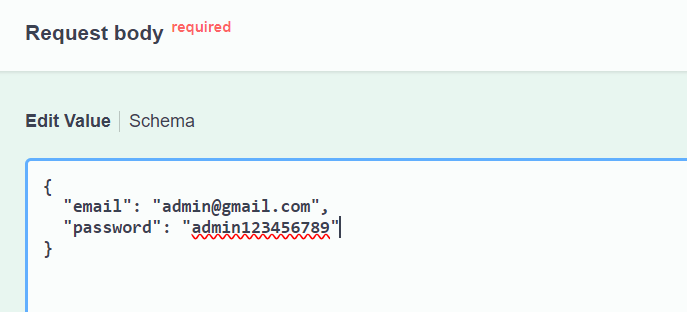 Request body required
Edit Value | Schema
{
  "email": "admin@gmail.com",
  "password": "admin123456789"
}